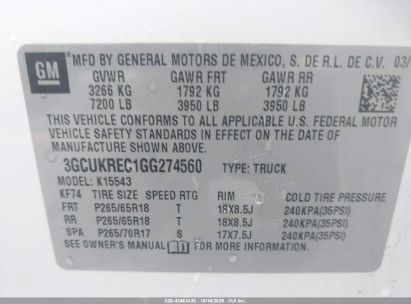 GM
MFD BY GENERAL MOTORS DE MEXICO, S. DE R.L. DE C.V. 03/
GVWR GAWR FRT GAWR RR
3266 KG 1792 KG 1792 KG
7200 LB 3950 LB 3950 LB
THIS VEHICLE CONFORMS TO ALL APPLICABLE U.S. FEDERAL MOTOR
VEHICLE SAFETY STANDARDS IN EFFECT ON THE DATE OF
MANUFACTURE SHOWN ABOVE.
3GCUKREC1GG274560 TYPE: TRUCK
MODEL: K15543
KF74 TIRE SIZE SPEED RTG RIM COLD TIRE PRESSURE
FRT P265/65R18 T 18X8.5J 240KPA(35PSI)
RR P265/65R18 T 18X8.5J 240KPA(35PSI)
SPA P265/70R17 S 17X7.5J 240KPA(35PSI)
SEE OWNER'S MANUAL FOR MORE INFORMATION